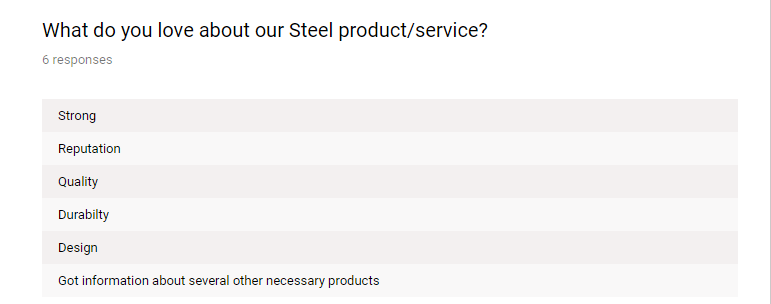 What do you love about our Steel product/service?
6 responses
Strong
Reputation
Quality
Durabilty
Design
Got information about several other necessary products